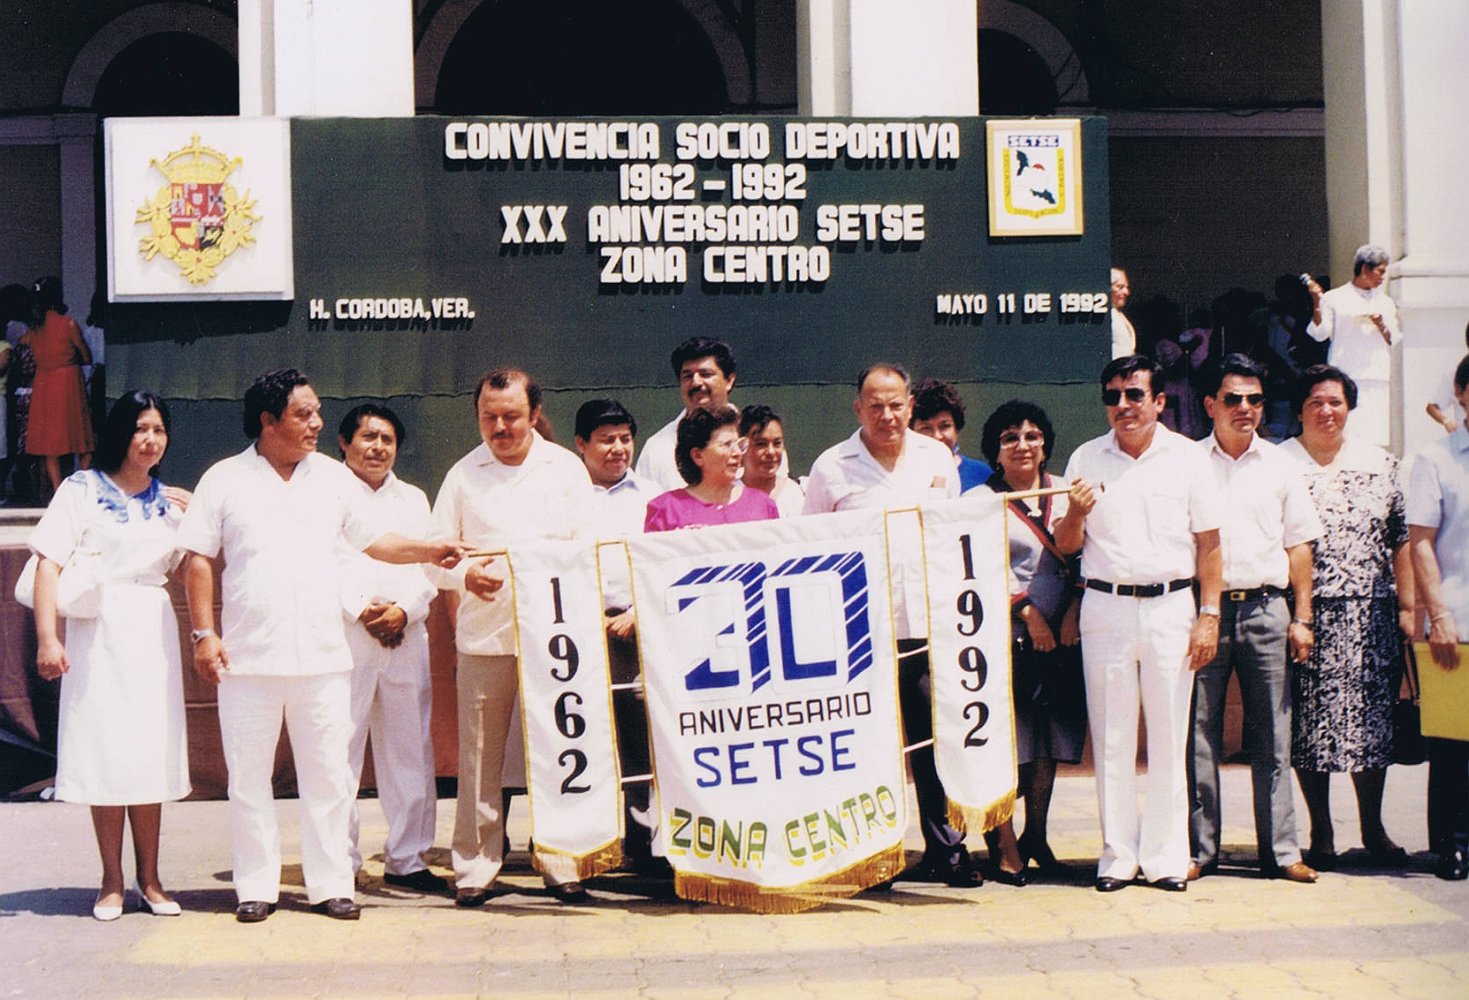 CONVIVENCIA SOCIO DEPORTIVA
1962 - 1992
XXX ANIVERSARIO SETSE
ZONA CENTRO
H. CORDOBA, VER.
MAYO 11 DE 1992
SETSE
1962
30
ANIVERSARIO
SETSE
ZONA CENTRO
1992